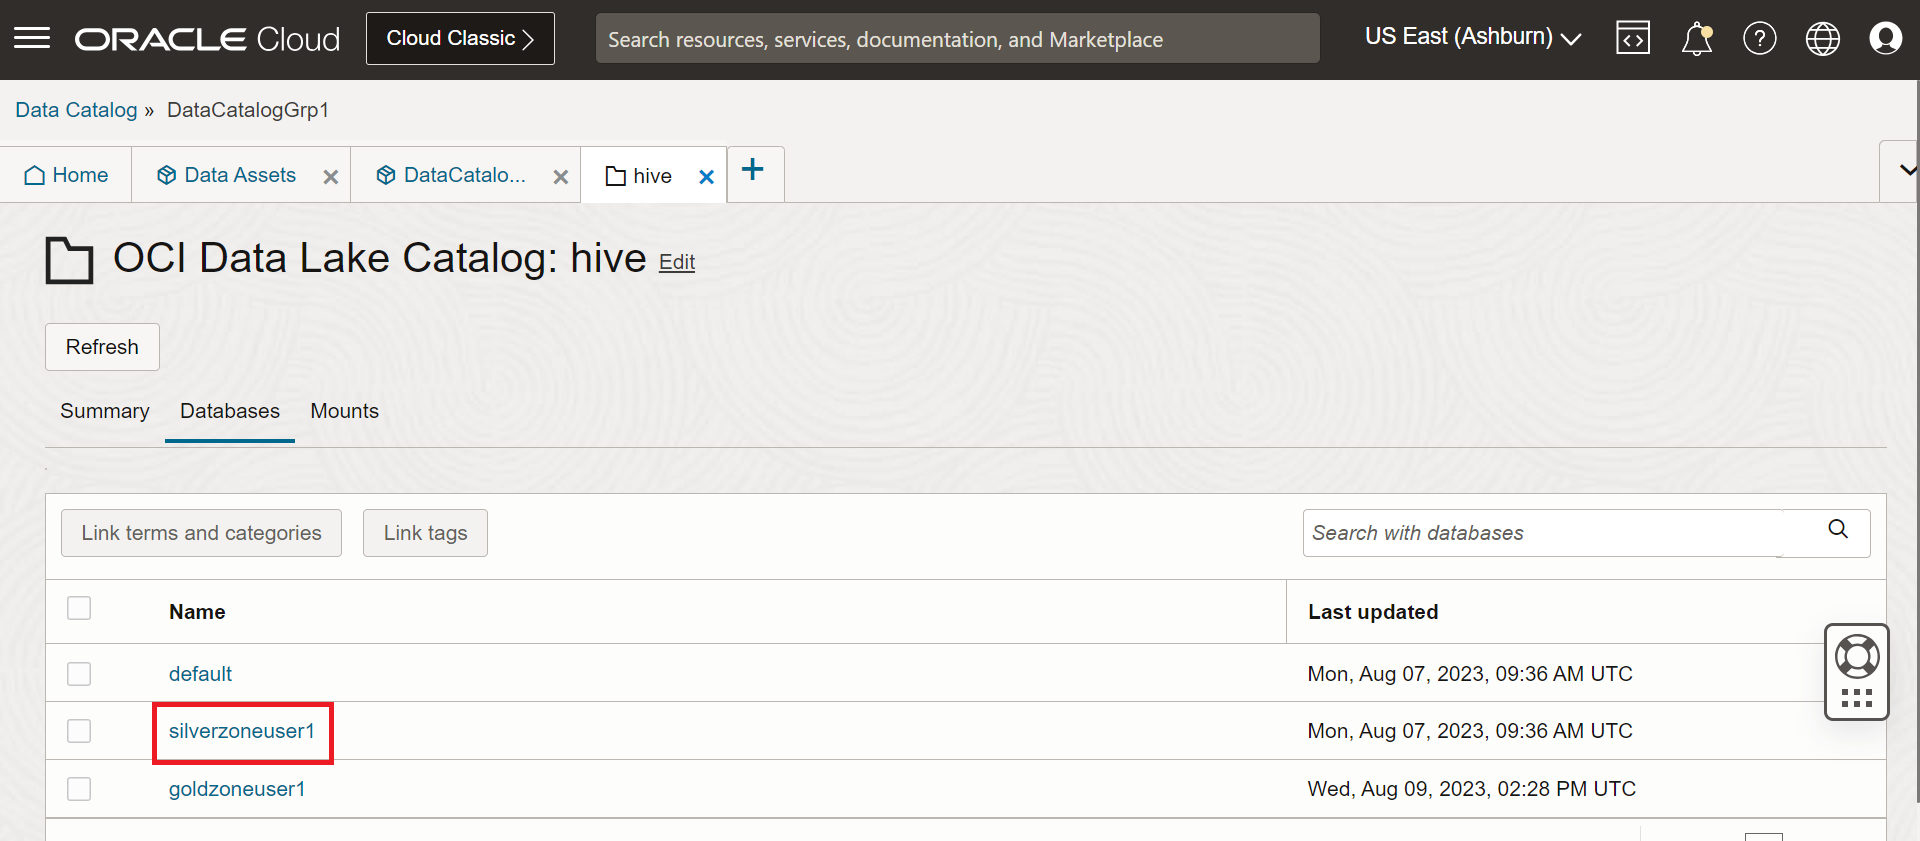 ORACLE Cloud
Cloud Classic
Search resources, services, documentation, and Marketplace
US East (Ashburn)
Data Catalog » DataCatalogGrp1
Home
Data Assets
DataCatalo...
hive
OCI Data Lake Catalog: hive Edit
Refresh
Summary Databases Mounts
Link terms and categories
Link tags
Search with databases
Name Last updated
default Mon, Aug 07, 2023, 09:36 AM UTC
silverzoneuser1 Mon, Aug 07, 2023, 09:36 AM UTC
goldzoneuser1 Wed, Aug 09, 2023, 02:28 PM UTC